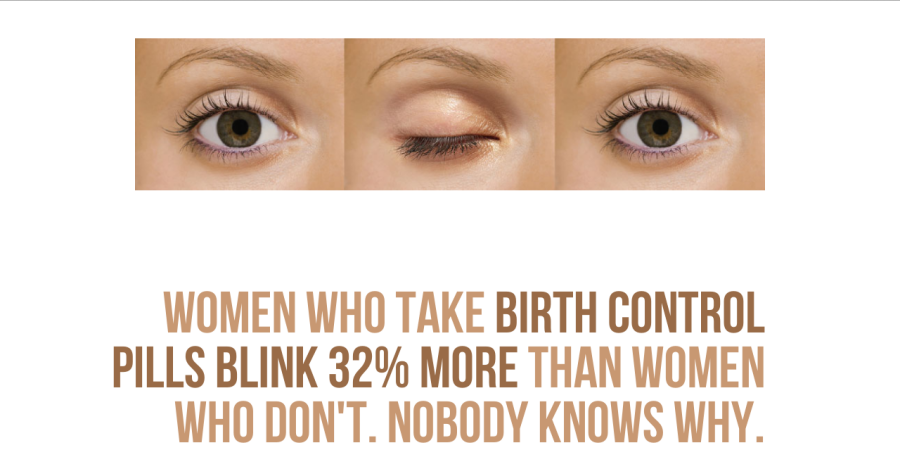 WOMEN WHO TAKE BIRTH CONTROL
PILLS BLINK 32% MORE THAN WOMEN
WHO DON'T. NOBODY KNOWS WHY.